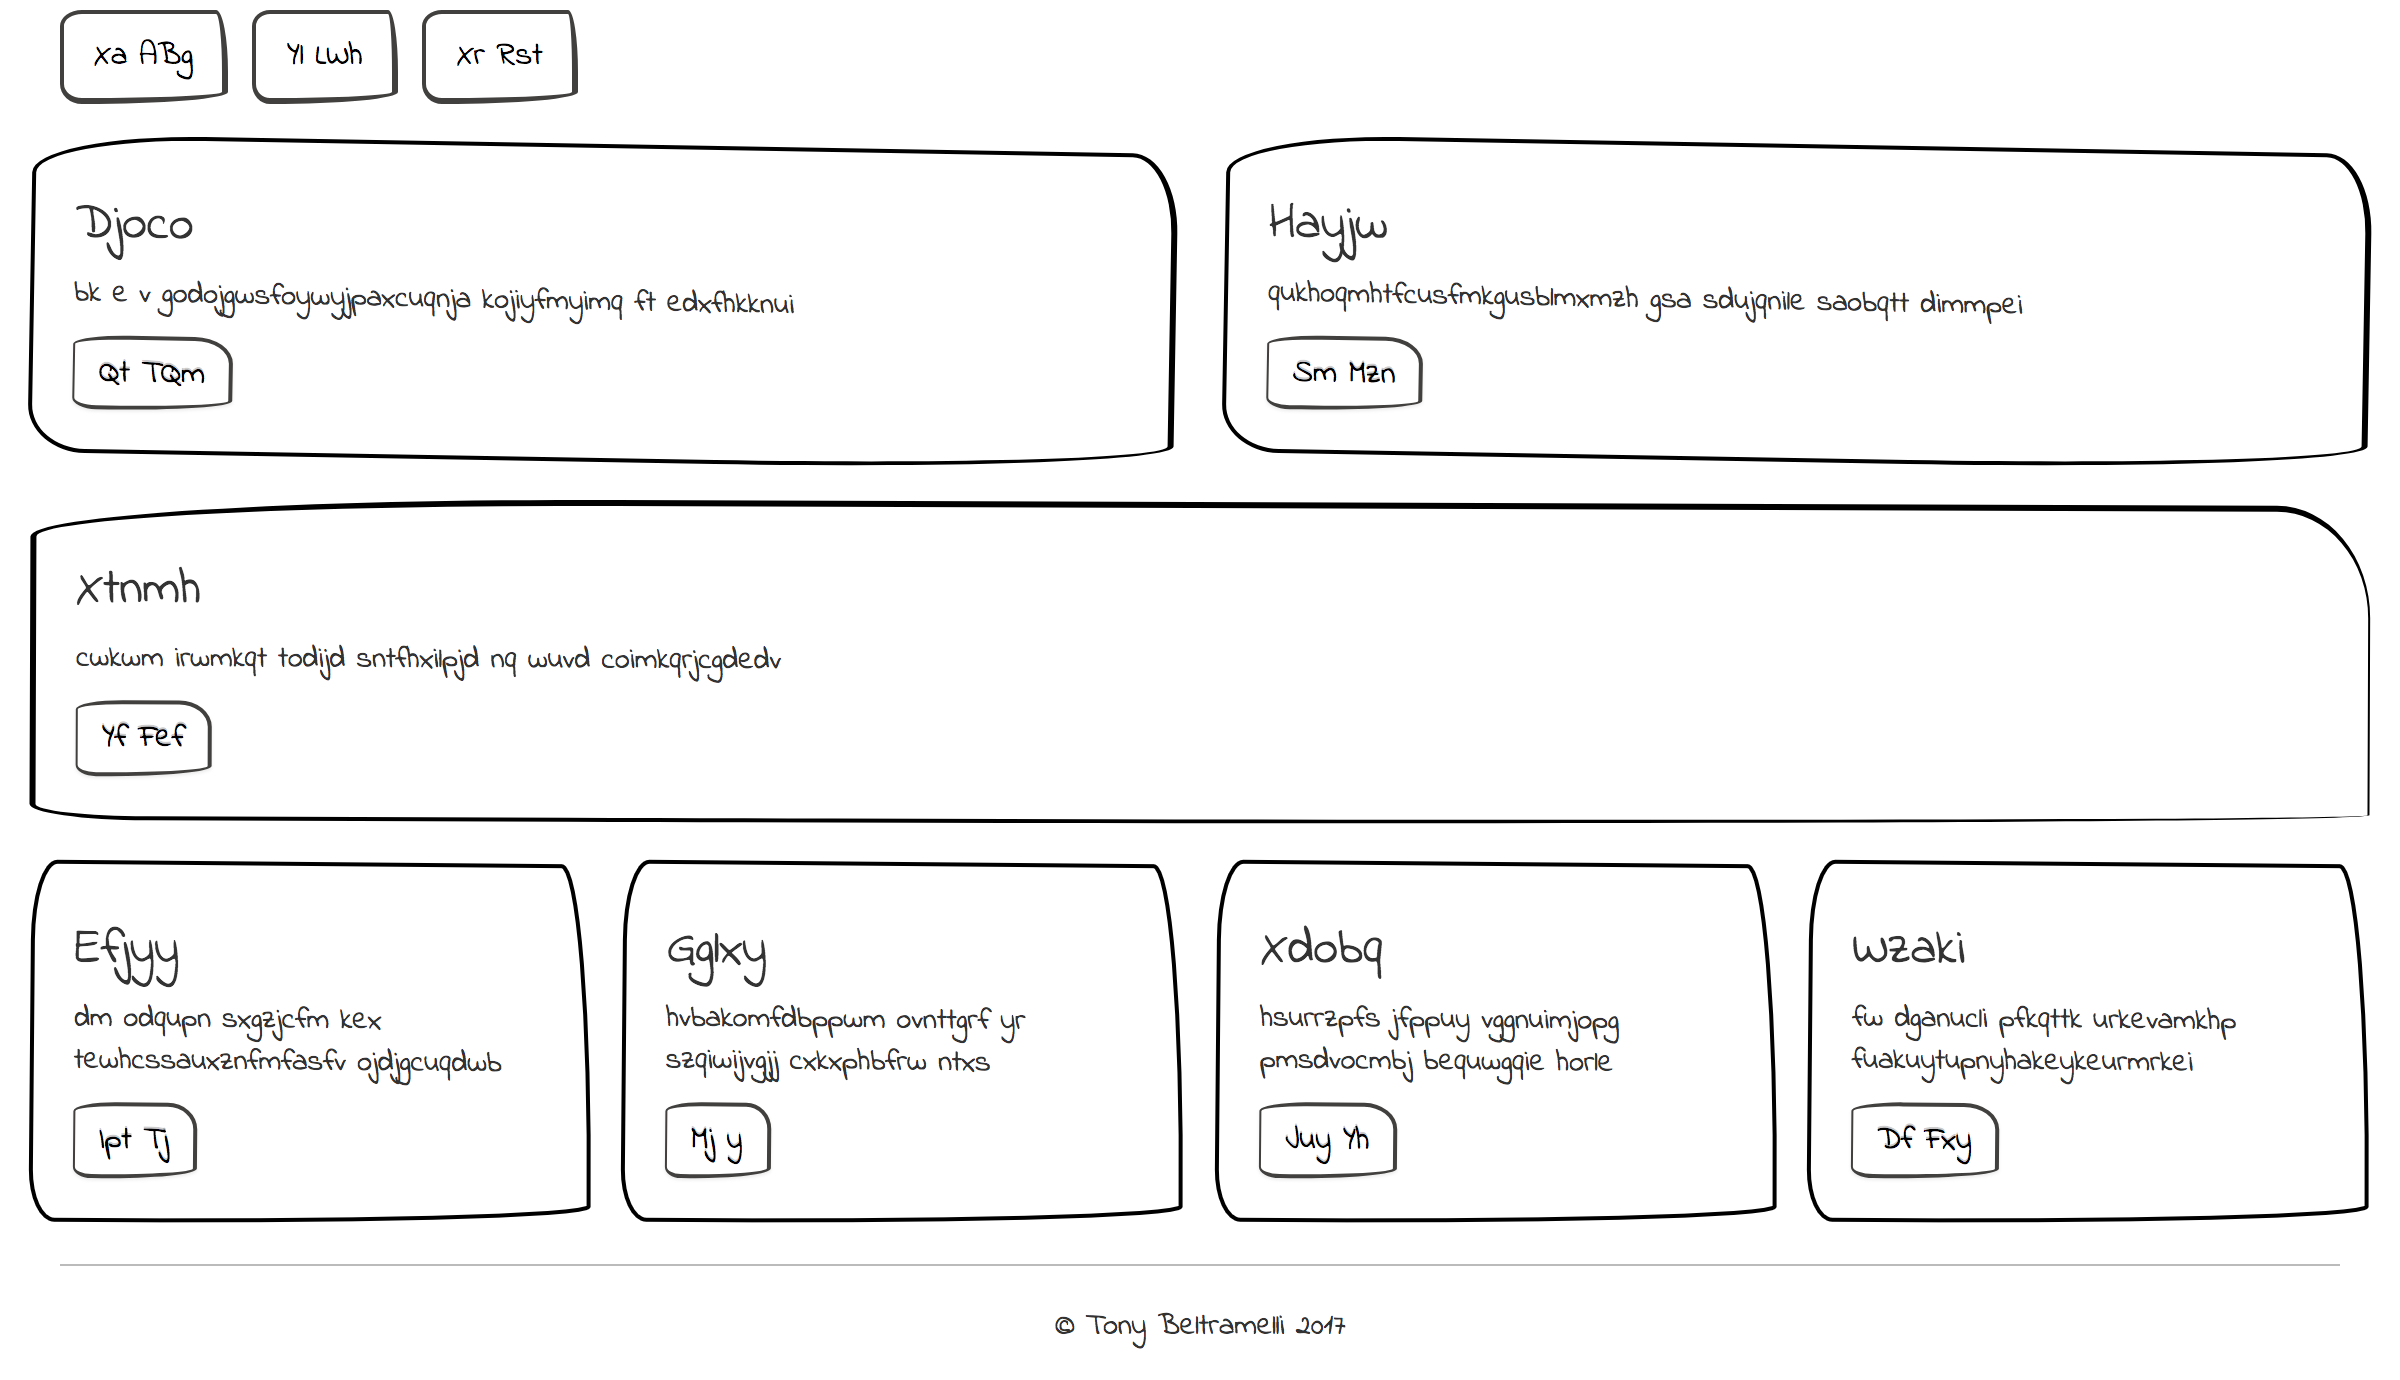 Xa ABg
Yl LWh
Xr Rst
Djoco
bk e v godojgwsfoywyjpaxcuqnja kojiyfmyimq ft edxfhkknui
Qt TQm
Hayjw
qukhoqmhtfcusfmkgusblmxmzh gsa sdujqnile saobqtt dimmpei
Sm Mzn
Xtnmh
cwkwm irwmkqt todijd sntfhxilpjd nq wuvd coimkqrjcgdedv
Yf Fef
Efjyy
dm odqupn sxgzjcfm kex
tewhcssauxznfmfasfv ojdjgcuqdwb
Ipt Tj
Gglxy
hvbakomfdbppwm ovnttgrf yr
szqiwijvgjj cxkxphbfrw ntxs
Mj y
Xdobq
hsurrzpfs jfppuy vggnuimjopg
pmsdvocmbj bequwgqie horle
Juy Yh
Wzaki
fw dganucli pfkqttk urkevamkhp
fuakuytupnyhakeykeurmrkei
Df Fxy
© Tony Beltramelli 2017